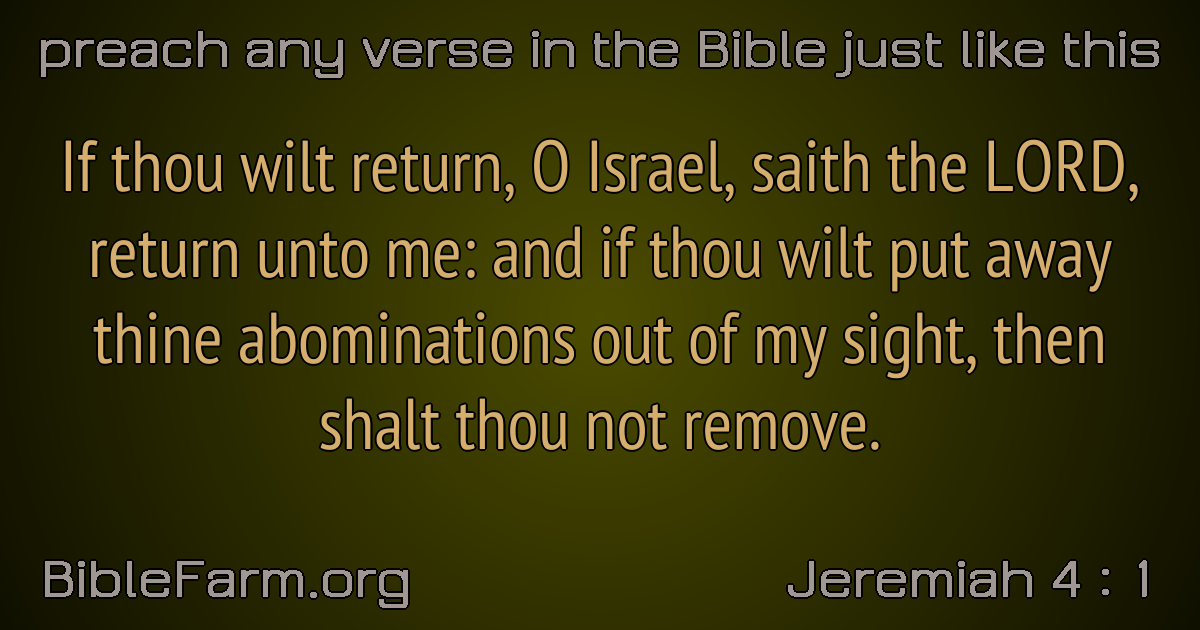 preach any verse in the Bible just like this
If thou wilt return, O Israel, saith the LORD,
return unto me: and if thou wilt put away
thine abominations out of my sight, then
shalt thou not remove.
BibleFarm.org
Jeremiah 4 : 1